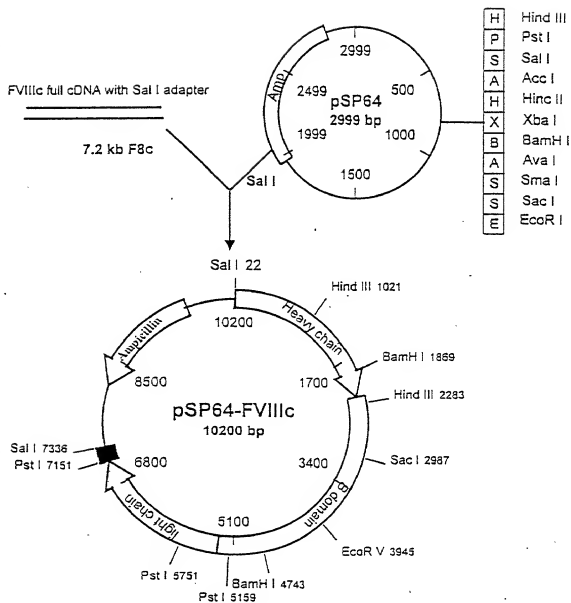 H Hind III
P Pst I
S Sal I
A Acc I
H Hinc II
X Xba I
B BamH I
A Ava I
S Sma I
S Sac I
E EcoR I
FVIIIc full cDNA with Sal I adapter
7.2 kb F8c
Amp
2999
2499
500
pSP64
2999 bp
1999
1000
1500
Sal I
Sal I 22
Hind III 1021
Heavy chain
10200
Ampicillin
BamH I 1869
8500
1700
Hind III 2283
pSP64-FVIIIc
10200 bp
Sal I 7336
Pst I 7151
6800
3400
Sac I 2987
B domain
light chain
5100
EcoR V 3945
Pst I 5751
BamH I 4743
Pst I 5159